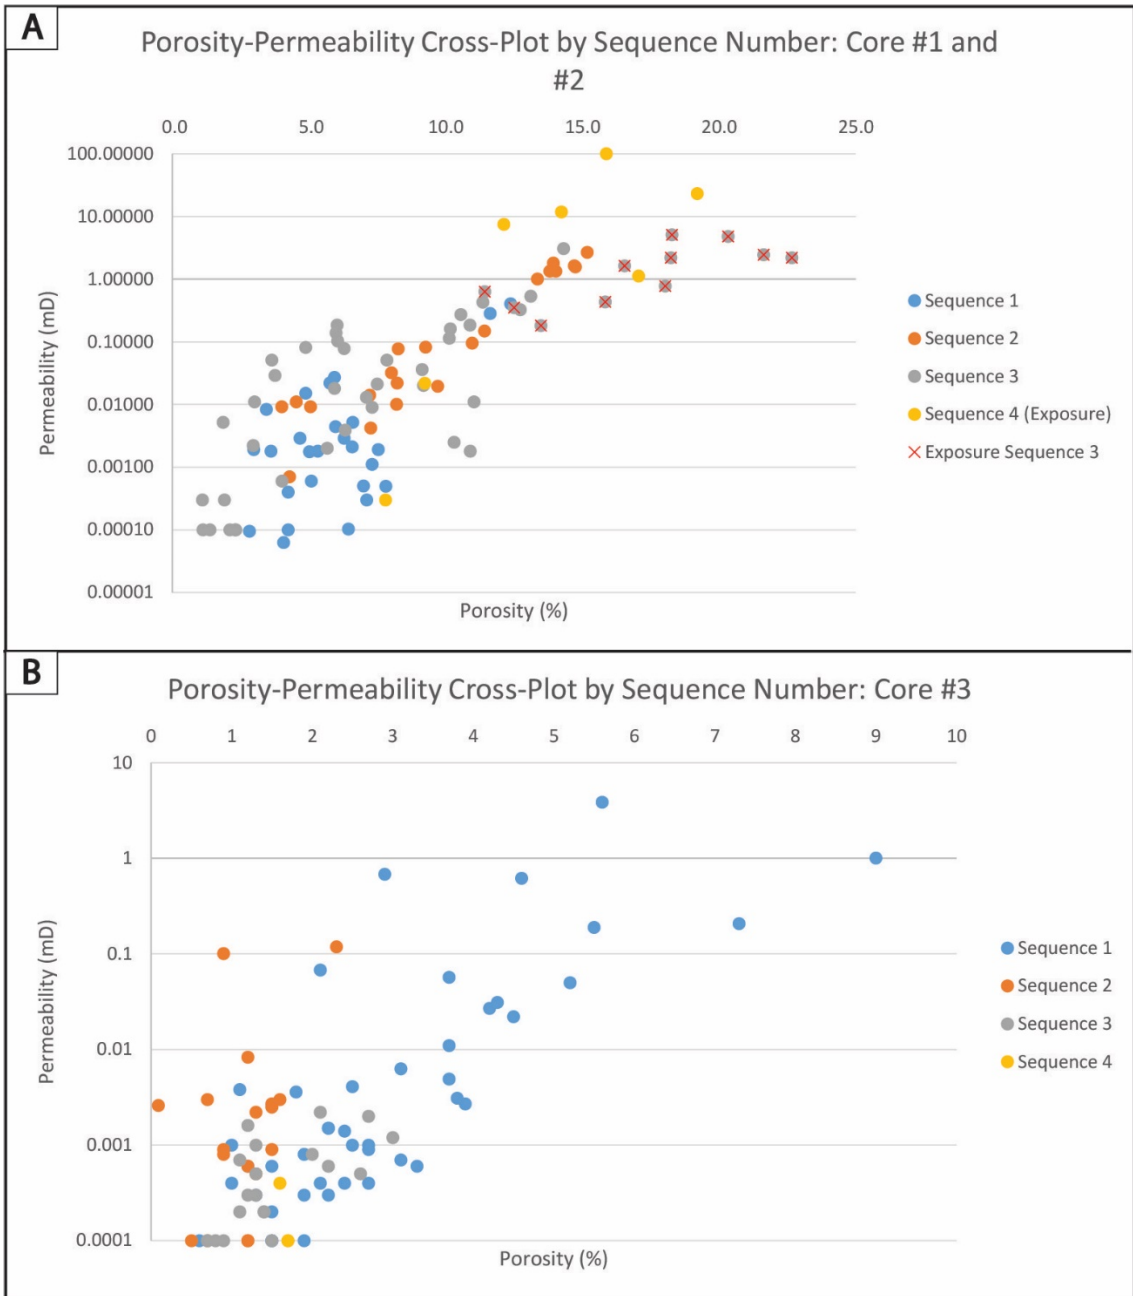 A
Porosity-Permeability Cross-Plot by Sequence Number: Core #1 and
#2
0.0 5.0 10.0 15.0 20.0 25.0
100.00000
10.00000
1.00000
0.10000
0.01000
0.00100
0.00010
0.00001
Permeability (mD)
Porosity (%)
Sequence 1
Sequence 2
Sequence 3
Sequence 4 (Exposure)
Exposure Sequence 3
B
Porosity-Permeability Cross-Plot by Sequence Number: Core #3
0 1 2 3 4 5 6 7 8 9 10
10
1
0.1
0.01
0.001
0.0001
Permeability (mD)
Porosity (%)
Sequence 1
Sequence 2
Sequence 3
Sequence 4